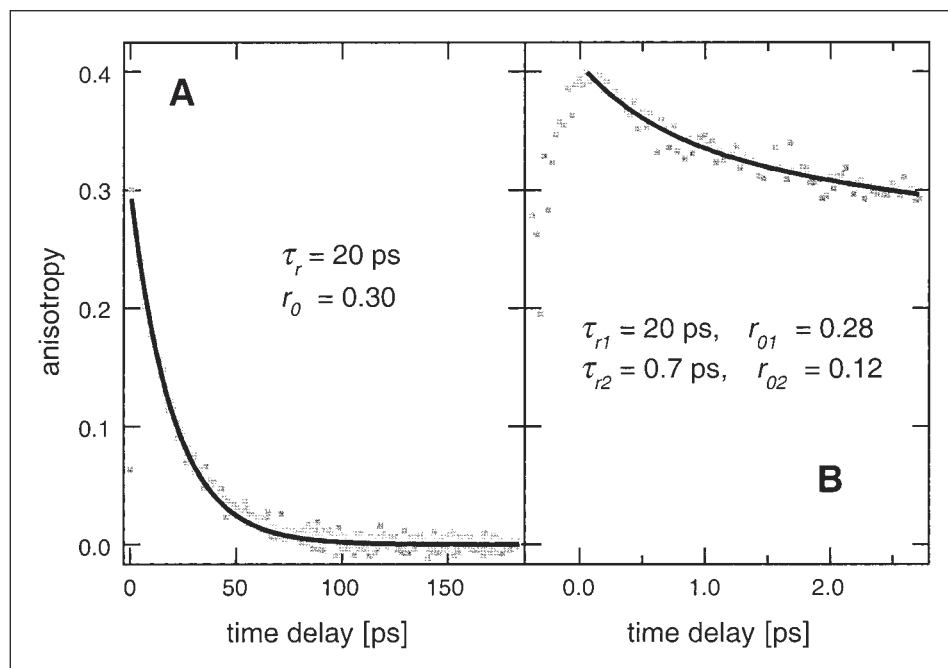 A
0.4
0.3
0.2
0.1
0.0
anisotropy
τr = 20 ps
r0 = 0.30
0
50
100
150
time delay [ps]
τr1 = 20 ps, r01 = 0.28
τr2 = 0.7 ps, r02 = 0.12
B
0.0
1.0
2.0
time delay [ps]